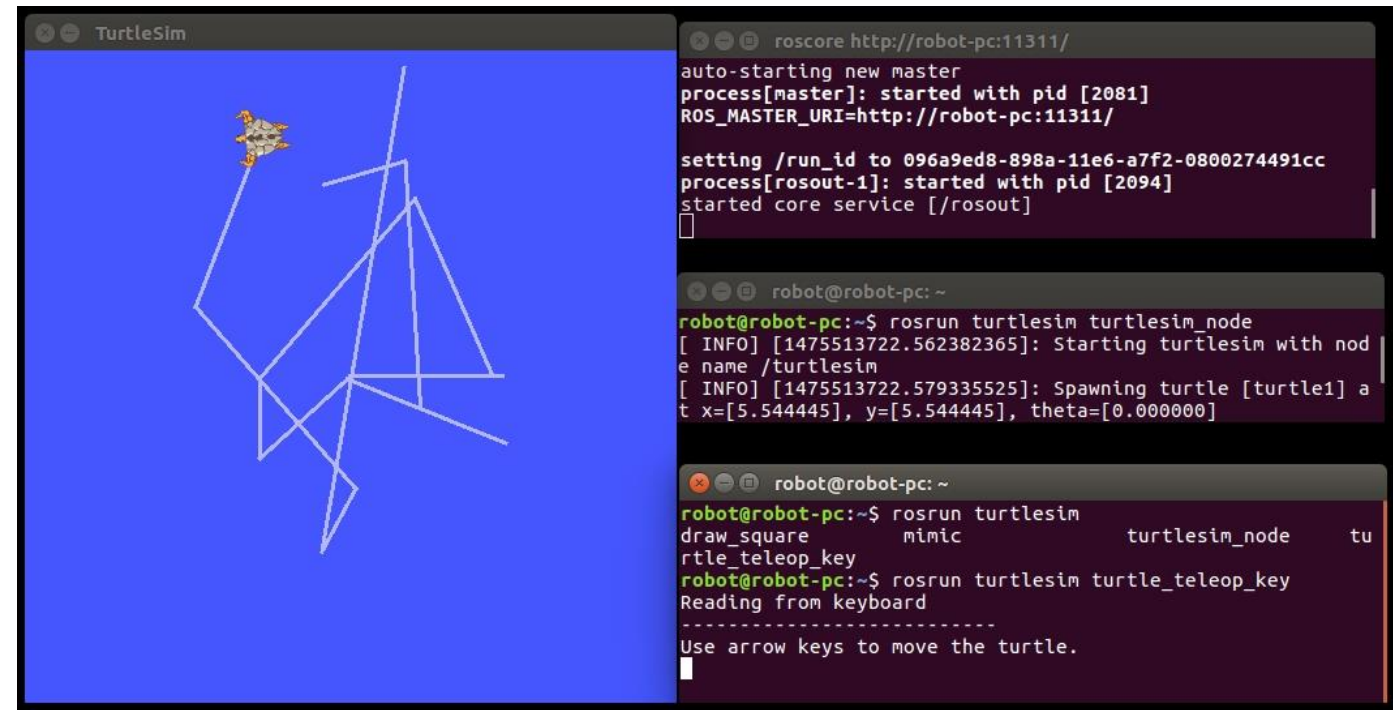 TurtleSim
roscore http://robot-pc:11311/
auto-starting new master
process[master]: started with pid [2081]
ROS_MASTER_URI=http://robot-pc:11311/
setting /run_id to 096a9ed8-898a-11e6-a7f2-0800274491cc
process[rosout-1]: started with pid [2094]
started core service [/rosout]
robot@robot-pc: ~
robot@robot-pc:~$ rosrun turtlesim turtlesim_node
[ INFO] [1475513722.562382365]: Starting turtlesim with nod
e name /turtlesim
[ INFO] [1475513722.579335525]: Spawning turtle [turtle1] a
t x=[5.544445], y=[5.544445], theta=[0.000000]
robot@robot-pc: ~
robot@robot-pc:~$ rosrun turtlesim
draw_square mimic turtlesim_node tu
rtle_teleop_key
robot@robot-pc:~$ rosrun turtlesim turtle_teleop_key
Reading from keyboard
---------------------------
Use arrow keys to move the turtle.